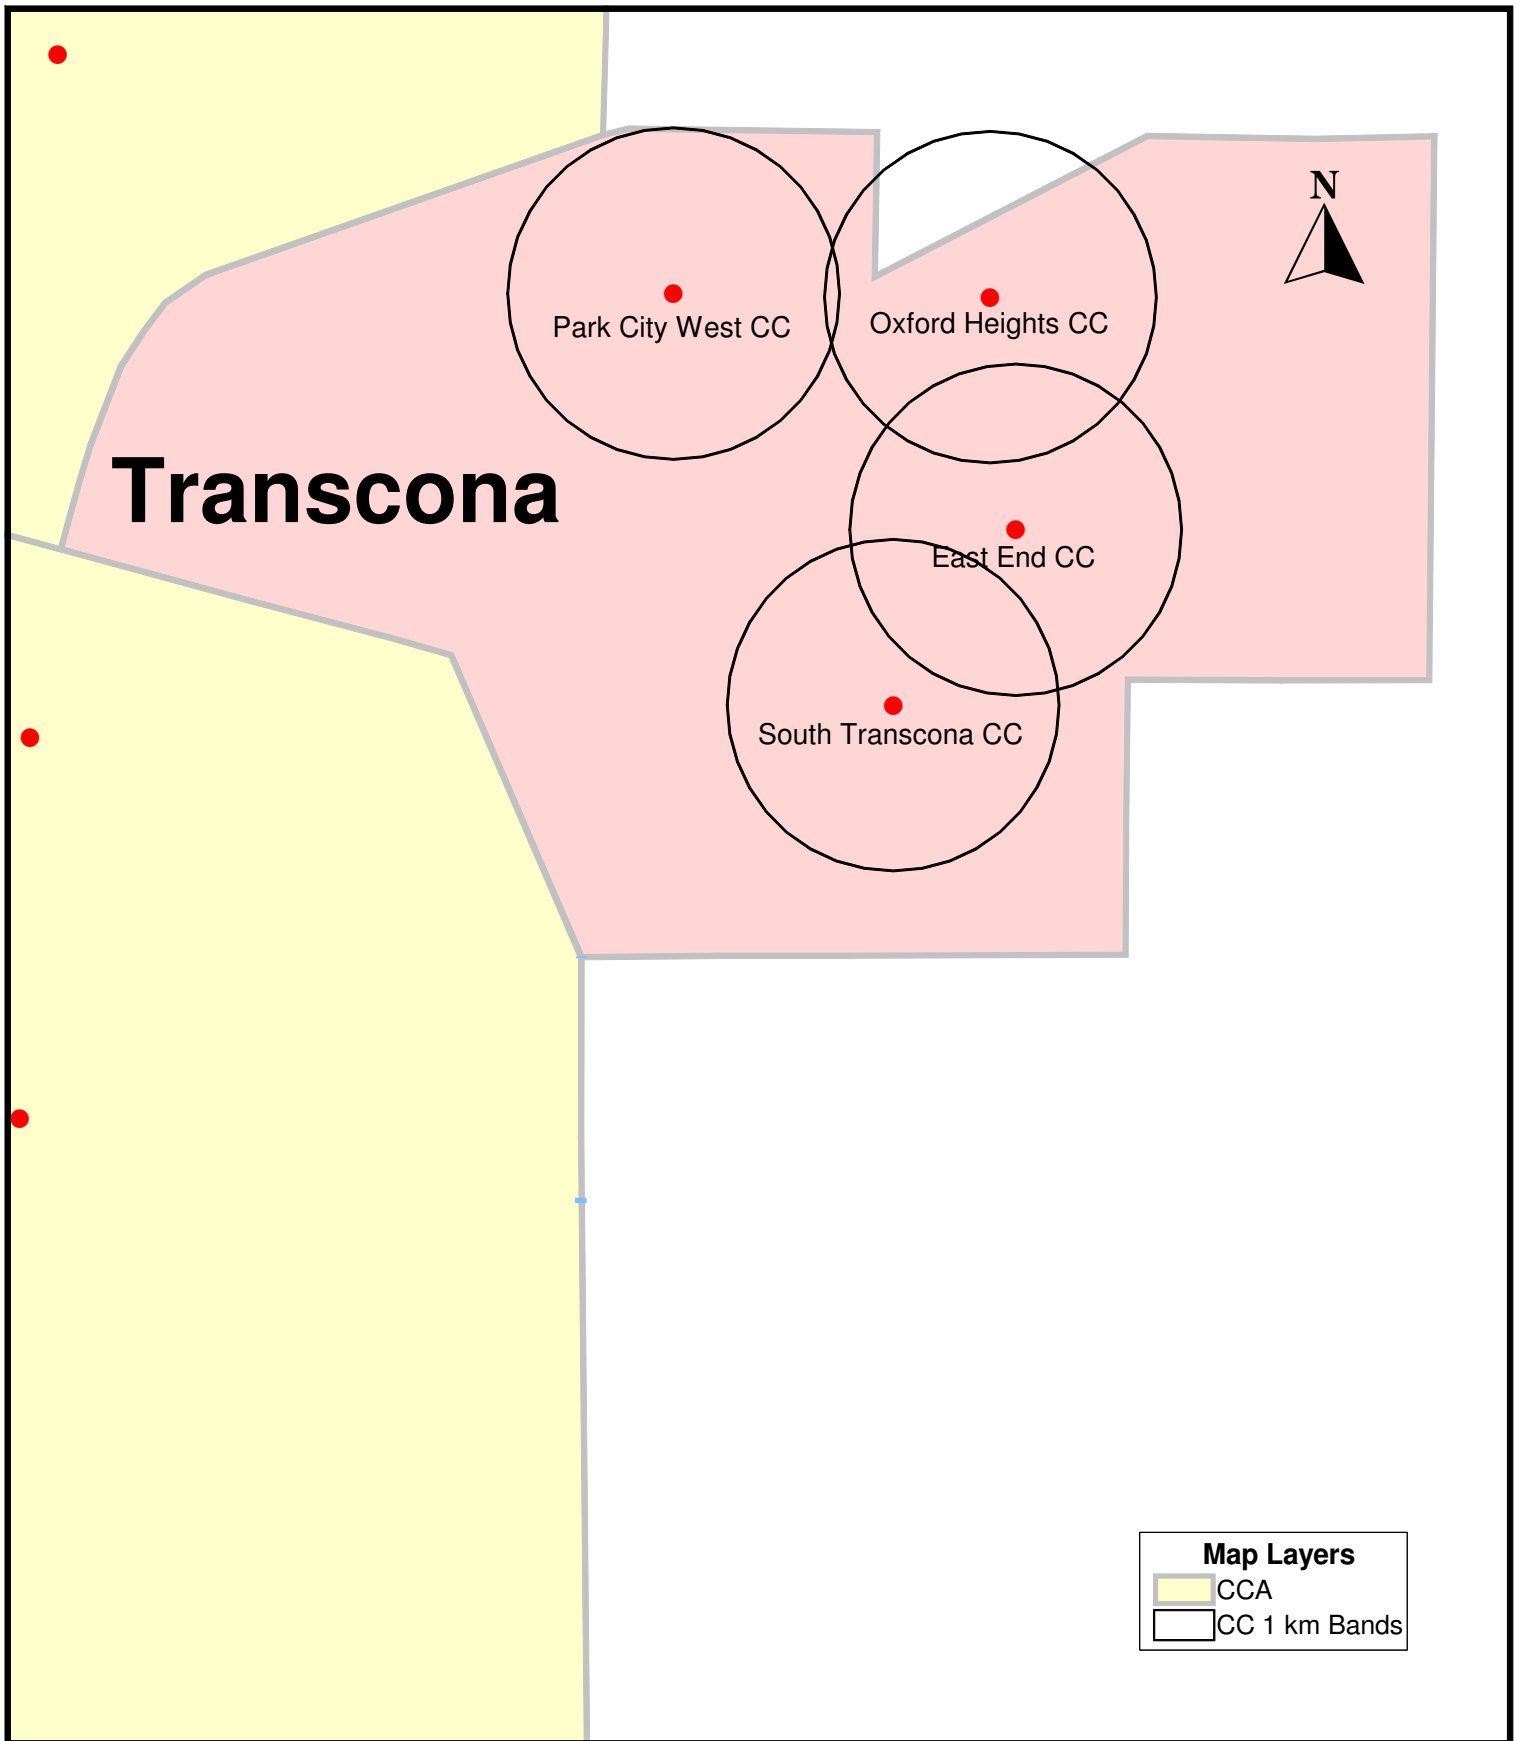 N
Park City West CC
Oxford Heights CC
Transcona
East End CC
South Transcona CC
Map Layers
CCA
CC 1 km Bands